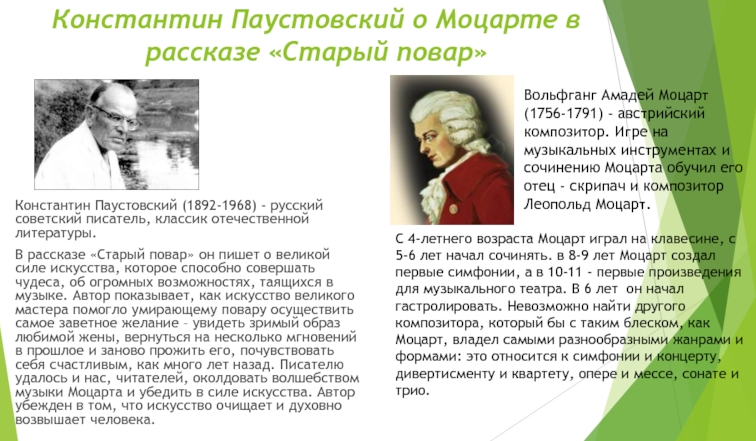 Константин Паустовский о Моцарте в
рассказе «Старый повар»
Константин Паустовский (1892-1968) - русский
советский писатель, классик отечественной
литературы.
В рассказе «Старый повар» он пишет о великой
силе искусства, которое способно совершать
чудеса, об огромных возможностях, таящихся в
музыке. Автор показывает, как искусство великого
мастера помогло умирающему повару осуществить
самое заветное желание – увидеть зримый образ
любимой жены, вернуться на несколько мгновений
в прошлое и заново прожить его, почувствовать
себя счастливым, как много лет назад. Писателю
удалось и нас, читателей, околдовать волшебством
музыки Моцарта и убедить в силе искусства. Автор
убежден в том, что искусство очищает и духовно
возвышает человека.
Вольфганг Амадей Моцарт
(1756-1791) - австрийский
композитор. Игре на
музыкальных инструментах и
сочинению Моцарта обучил его
отец - скрипач и композитор
Леопольд Моцарт.
С 4-летнего возраста Моцарт играл на клавесине, с
5-6 лет начал сочинять. в 8-9 лет Моцарт создал
первые симфонии, а в 10-11 - первые произведения
для музыкального театра. В 6 лет он начал
гастролировать. Невозможно найти другого
композитора, который бы с таким блеском, как
Моцарт, владел самыми разнообразными жанрами и
формами: это относится к симфонии и концерту,
дивертисменту и квартету, опере и мессе, сонате и
трио.